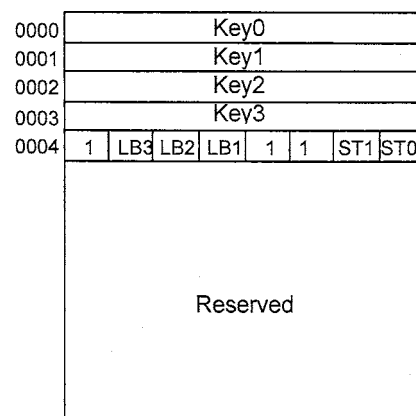 0000 Key0
0001 Key1
0002 Key2
0003 Key3
0004 1 LB3 LB2 LB1 1 1 ST1 ST0
Reserved